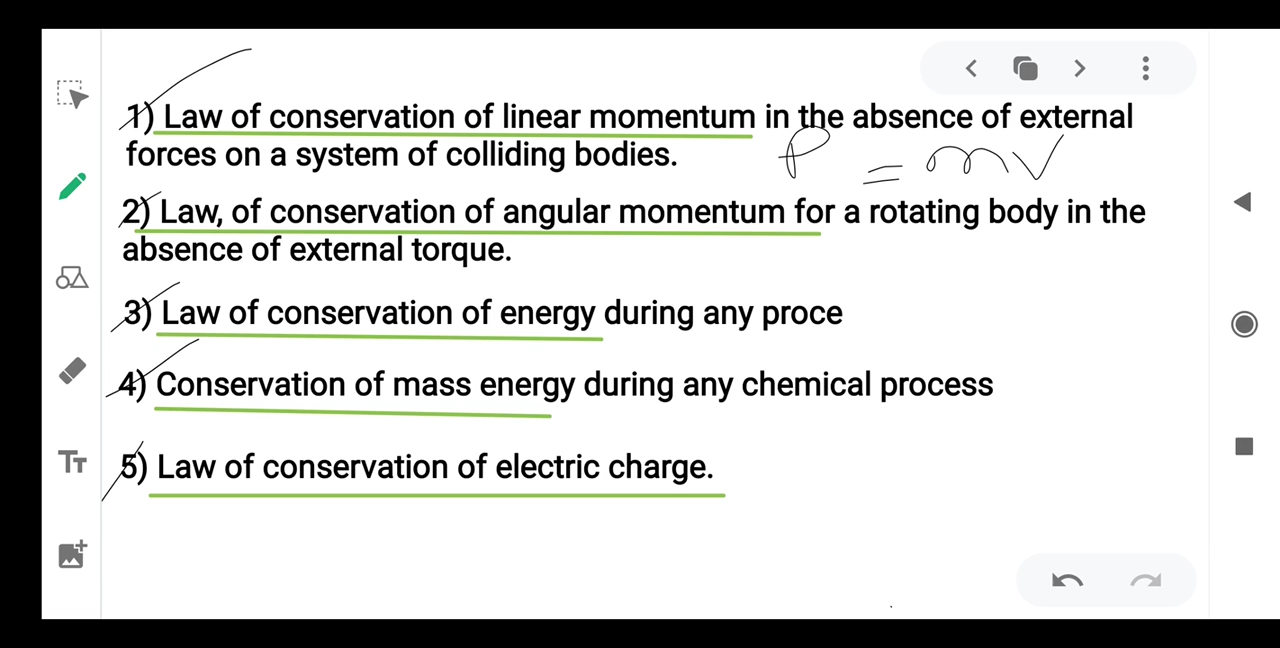 1) Law of conservation of linear momentum in the absence of external
forces on a system of colliding bodies.
P = mv
2) Law, of conservation of angular momentum for a rotating body in the
absence of external torque.
3) Law of conservation of energy during any proce
4) Conservation of mass energy during any chemical process
5) Law of conservation of electric charge.
TT